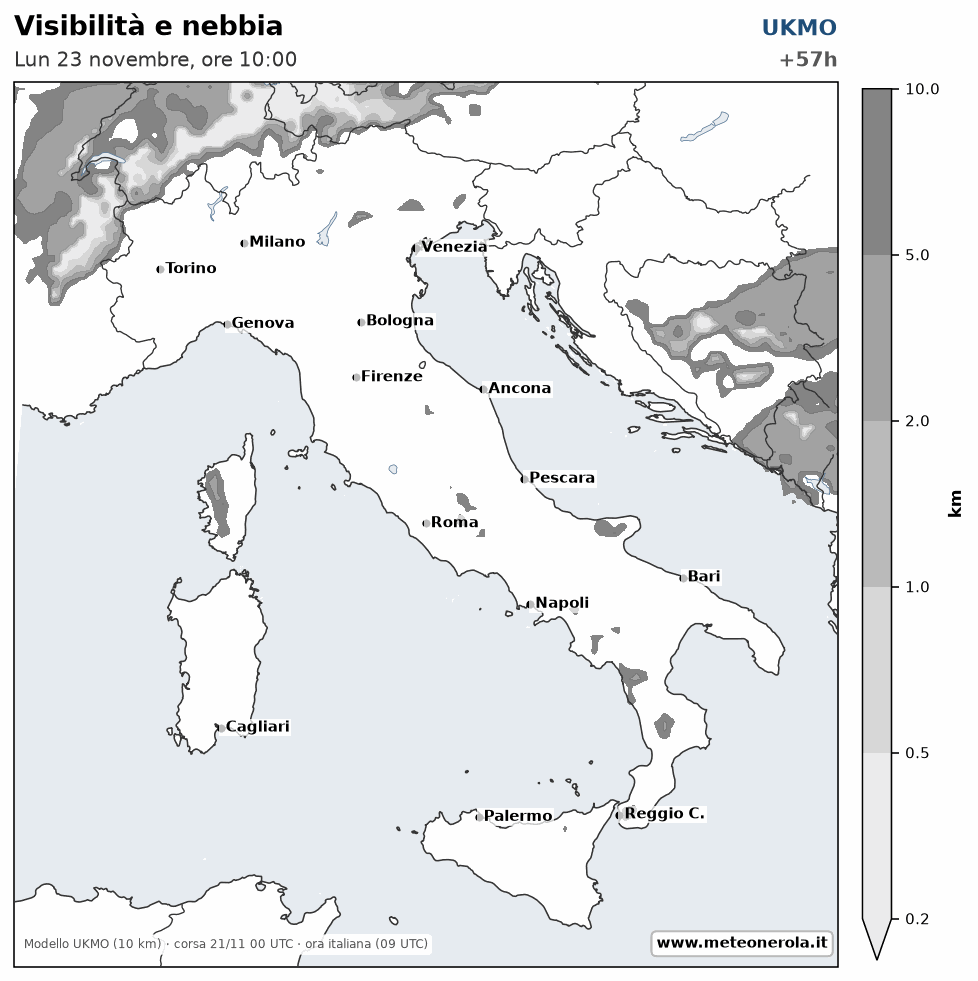 Visibilità e nebbia
UKMO
Lun 23 novembre, ore 10:00
+57h
10.0
Milano
Venezia
5.0
Torino
Genova
Bologna
Firenze
Ancona
2.0
Pescara
km
Roma
Bari
1.0
Napoli
Cagliari
0.5
Palermo
Reggio C.
0.2
Modello UKMO (10 km) · corsa 21/11 00 UTC · ora italiana (09 UTC)
www.meteonerola.it